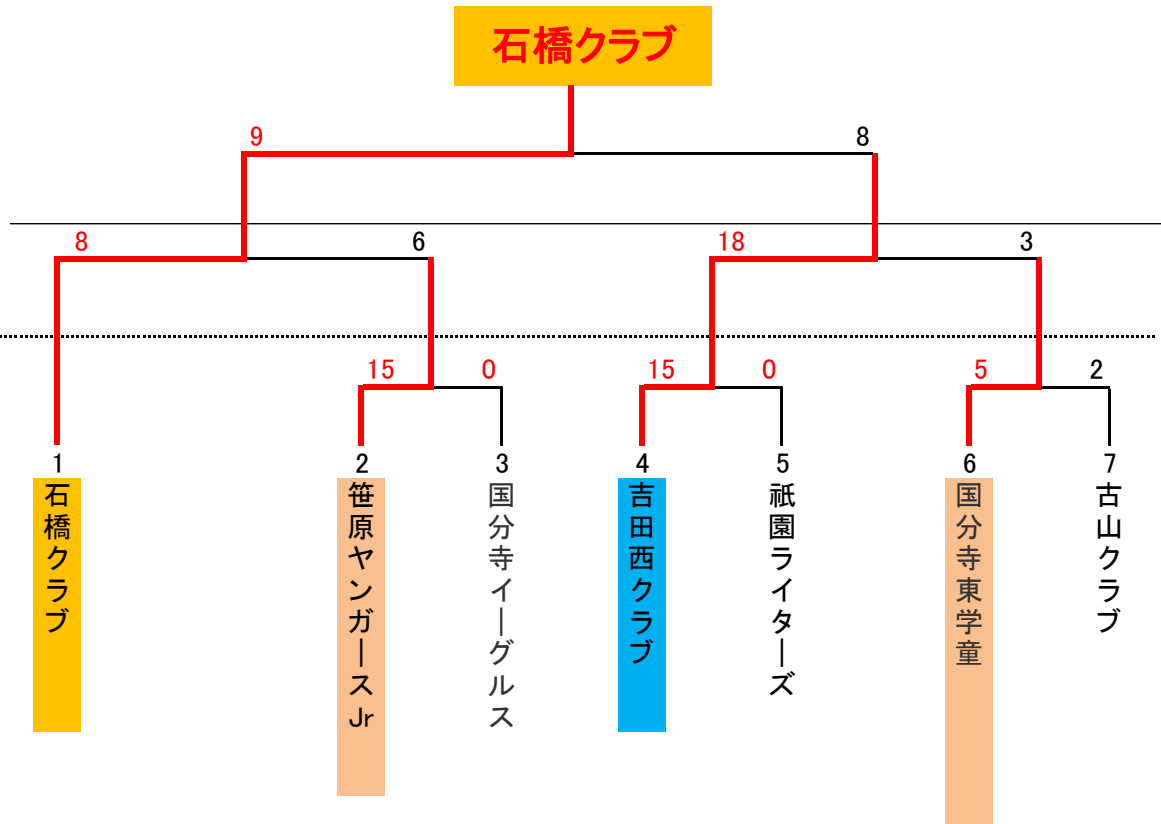 石橋クラブ
9
8
8
6
18
3
15
0
15
0
5
2
1
2
3
4
5
6
7
石橋クラブ
笹原ヤンガースJr
国分寺イーグルス
吉田西クラブ
祇園ライターズ
国分寺東学童
古山クラブ